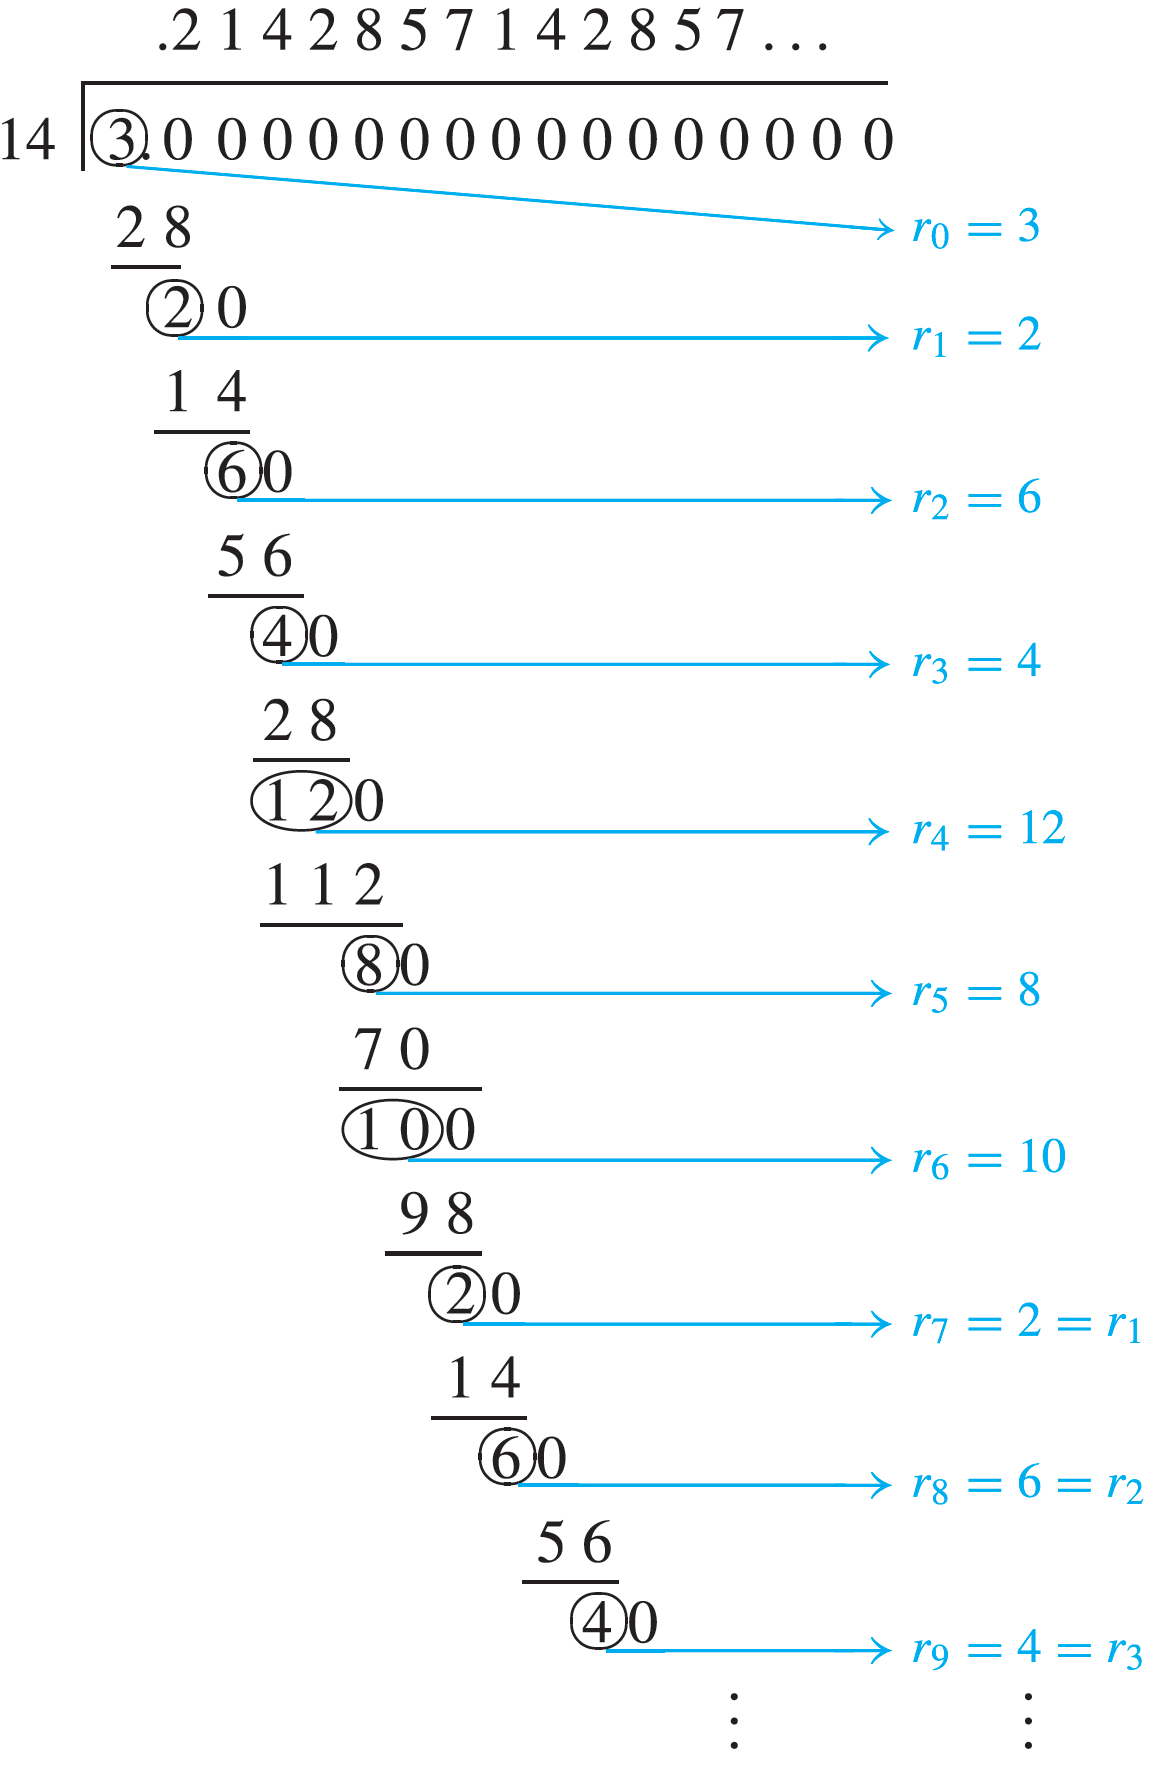 .2 1 4 2 8 5 7 1 4 2 8 5 7 . . .
14 3.0 0 0 0 0 0 0 0 0 0 0 0 0 0 0 0
2 8 r0 = 3
2 0 r1 = 2
1 4
6 0 r2 = 6
5 6
4 0 r3 = 4
2 8
1 2 0 r4 = 12
1 1 2
8 0 r5 = 8
7 0
1 0 0 r6 = 10
9 8
2 0 r7 = 2 = r1
1 4
6 0 r8 = 6 = r2
5 6
4 0 r9 = 4 = r3
⋮ ⋮